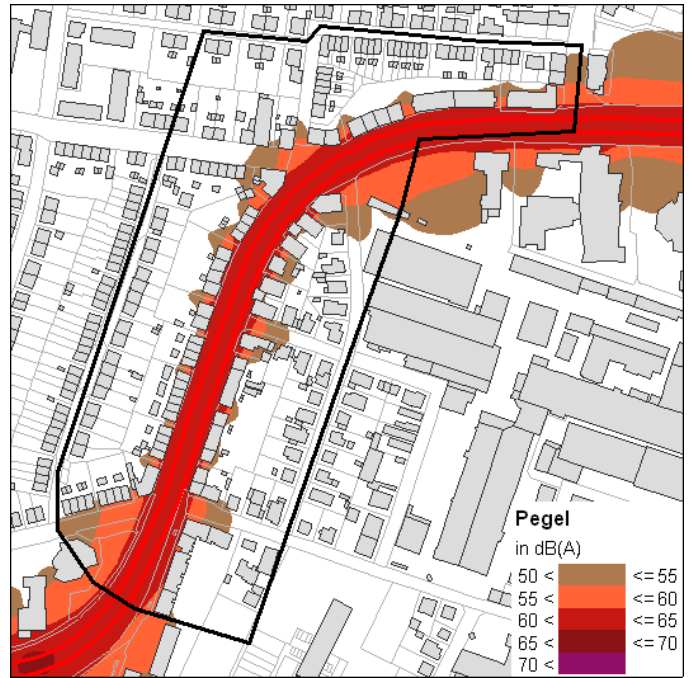 Pegel
in dB(A)
50 < <= 55
55 < <= 60
60 < <= 65
65 < <= 70
70 <